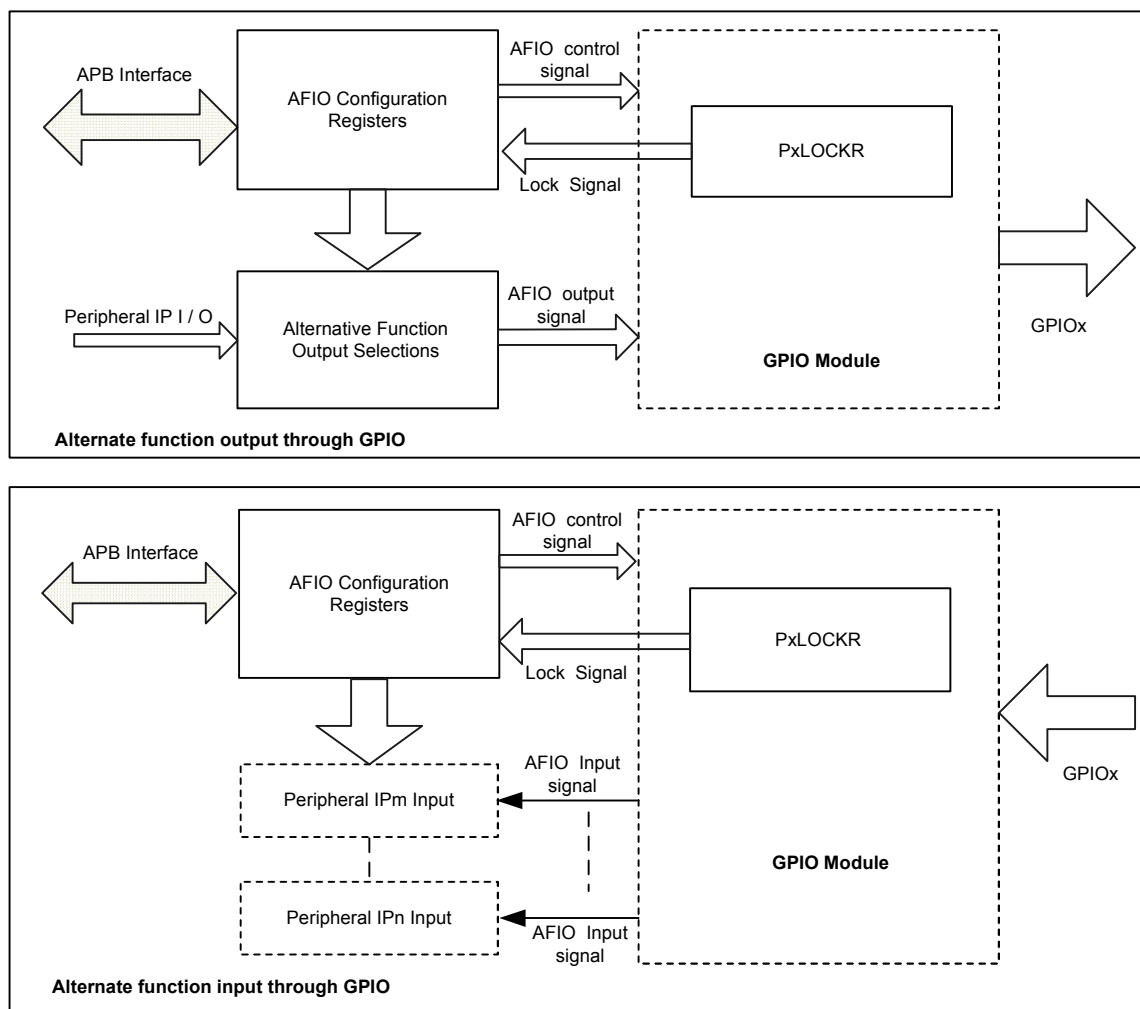 APB Interface
AFIO Configuration
Registers
AFIO control
signal
Lock Signal
PxLOCKR
Peripheral IP I / O
Alternative Function
Output Selections
AFIO output
signal
GPIO Module
GPIOx
Alternate function output through GPIO
APB Interface
AFIO Configuration
Registers
AFIO control
signal
Lock Signal
PxLOCKR
GPIOx
Peripheral IPm Input
AFIO Input
signal
GPIO Module
Peripheral IPn Input
AFIO Input
signal
Alternate function input through GPIO